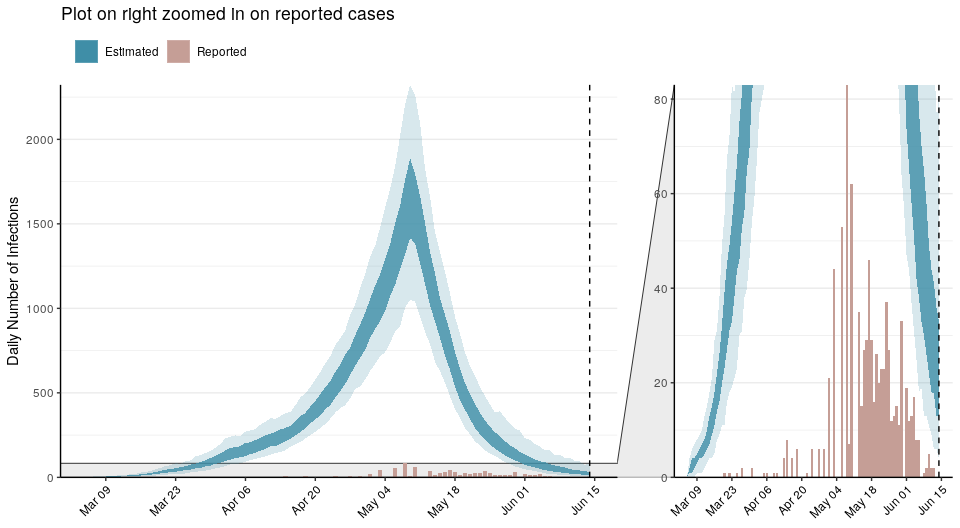 Plot on right zoomed in on reported cases
Estimated Reported
Daily Number of Infections
2000
1500
1000
500
0
Mar 09 Mar 23 Apr 06 Apr 20 May 04 May 18 Jun 01 Jun 15
80
60
40
20
0
Mar 09 Mar 23 Apr 06 Apr 20 May 04 May 18 Jun 01 Jun 15